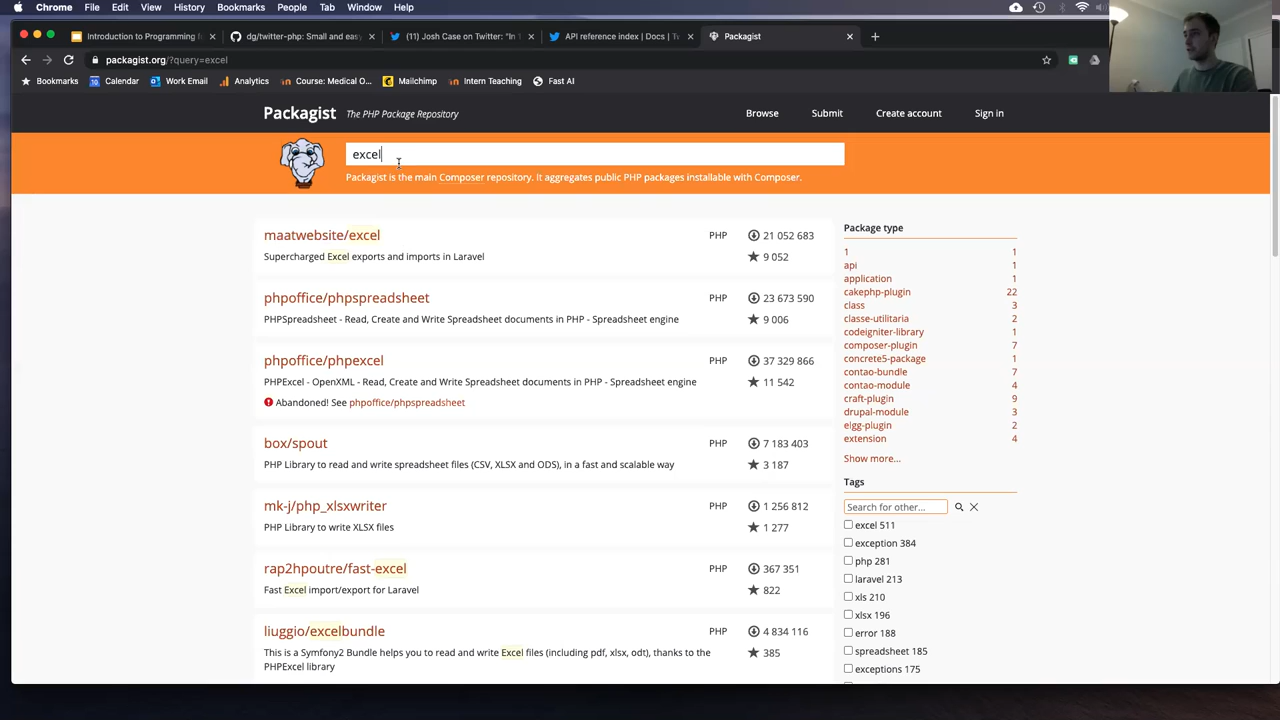 Chrome File Edit View History Bookmarks People Tab Window Help
Introduction to Programming f
dg/twitter-php: Small and easy
(11) Josh Case on Twitter: "In 1
API reference index | Docs | Tw
Packagist
packagist.org/?query=excel
Bookmarks Calendar Work Email Analytics Course: Medical O... Mailchimp Intern Teaching Fast AI
Packagist The PHP Package Repository Browse Submit Create account Sign in
excel
Packagist is the main Composer repository. It aggregates public PHP packages installable with Composer.
maatwebsite/excel PHP 21 052 683
Supercharged Excel exports and imports in Laravel 9 052
phpoffice/phpspreadsheet PHP 23 673 590
PHPSpreadsheet - Read, Create and Write Spreadsheet documents in PHP - Spreadsheet engine 9 006
phpoffice/phpexcel PHP 37 329 866
PHPExcel - OpenXML - Read, Create and Write Spreadsheet documents in PHP - Spreadsheet engine 11 542
Abandoned! See phpoffice/phpspreadsheet
box/spout PHP 7 183 403
PHP Library to read and write spreadsheet files (CSV, XLSX and ODS), in a fast and scalable way 3 187
mk-j/php_xlsxwriter PHP 1 256 812
PHP Library to write XLSX files 1 277
rap2hpoutre/fast-excel PHP 367 351
Fast Excel import/export for Laravel 822
liuggio/excelbundle PHP 4 834 116
This is a Symfony2 Bundle helps you to read and write Excel files (including pdf, xlsx, odt), thanks to the 385
PHPExcel library
Package type
1 1
api 1
application 1
cakephp-plugin 22
class 3
classe-utilitaria 2
codeigniter-library 1
composer-plugin 7
concrete5-package 1
contao-bundle 7
contao-module 4
craft-plugin 9
drupal-module 3
elgg-plugin 2
extension 4
Show more...
Tags
Search for other...
excel 511
exception 384
php 281
laravel 213
xls 210
xlsx 196
error 188
spreadsheet 185
exceptions 175